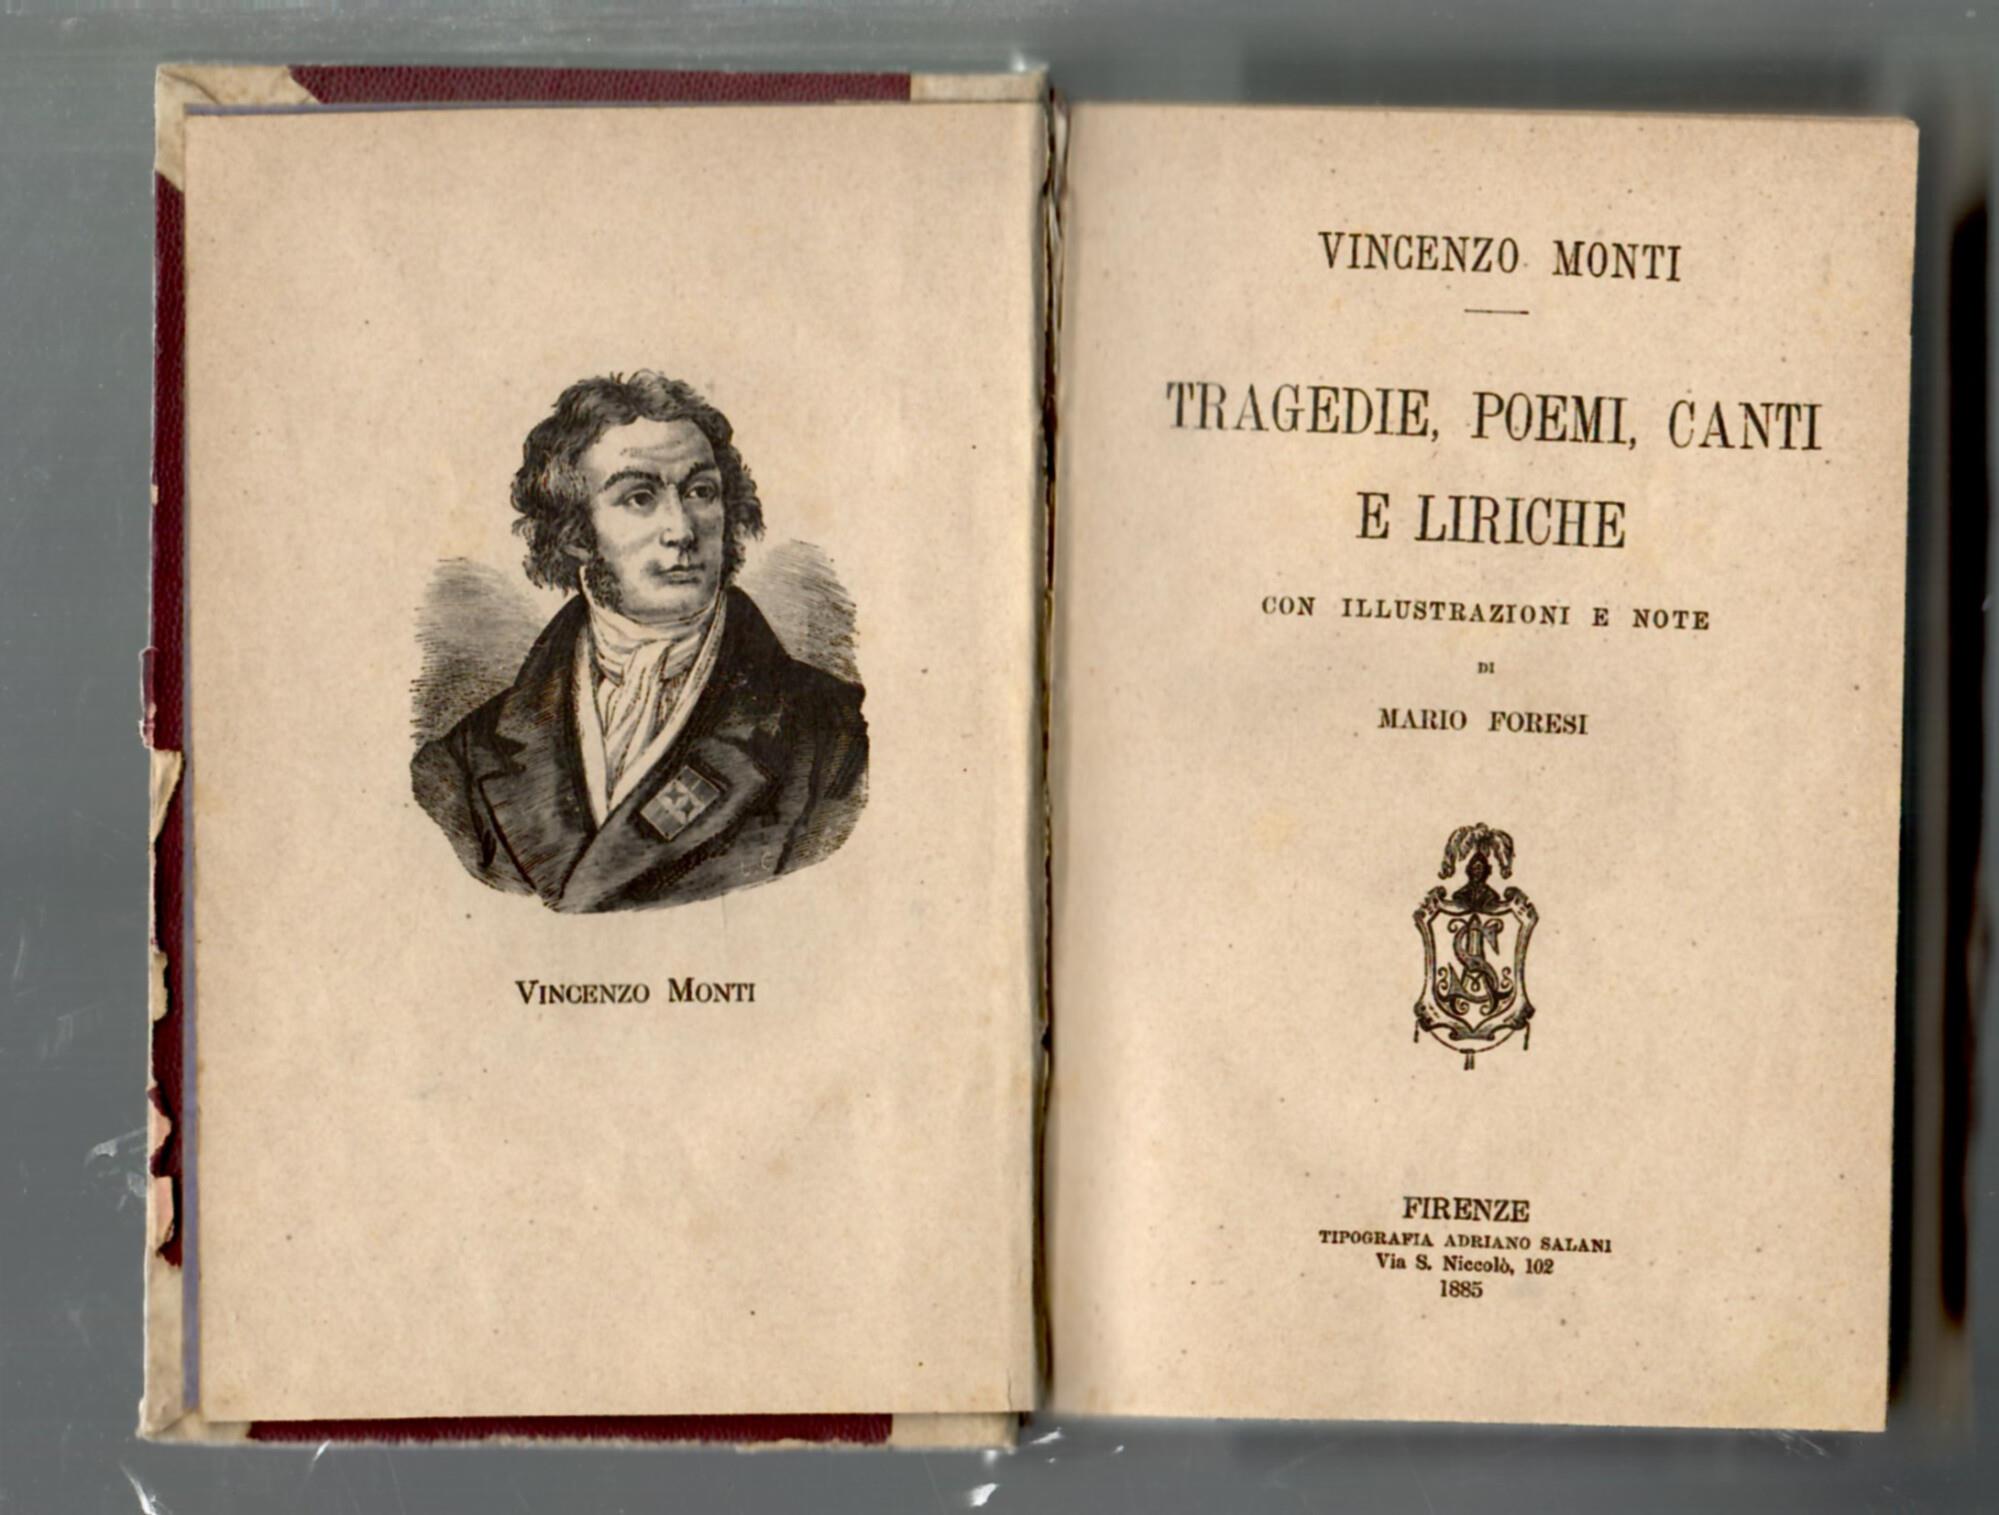 VINCENZO MONTI
VINCENZO MONTI
TRAGEDIE, POEMI, CANTI
E LIRICHE
CON ILLUSTRAZIONI E NOTE
DI
MARIO FORESI
FIRENZE
TIPOGRAFIA ADRIANO SALANI
Via S. Niccolò, 102
1885